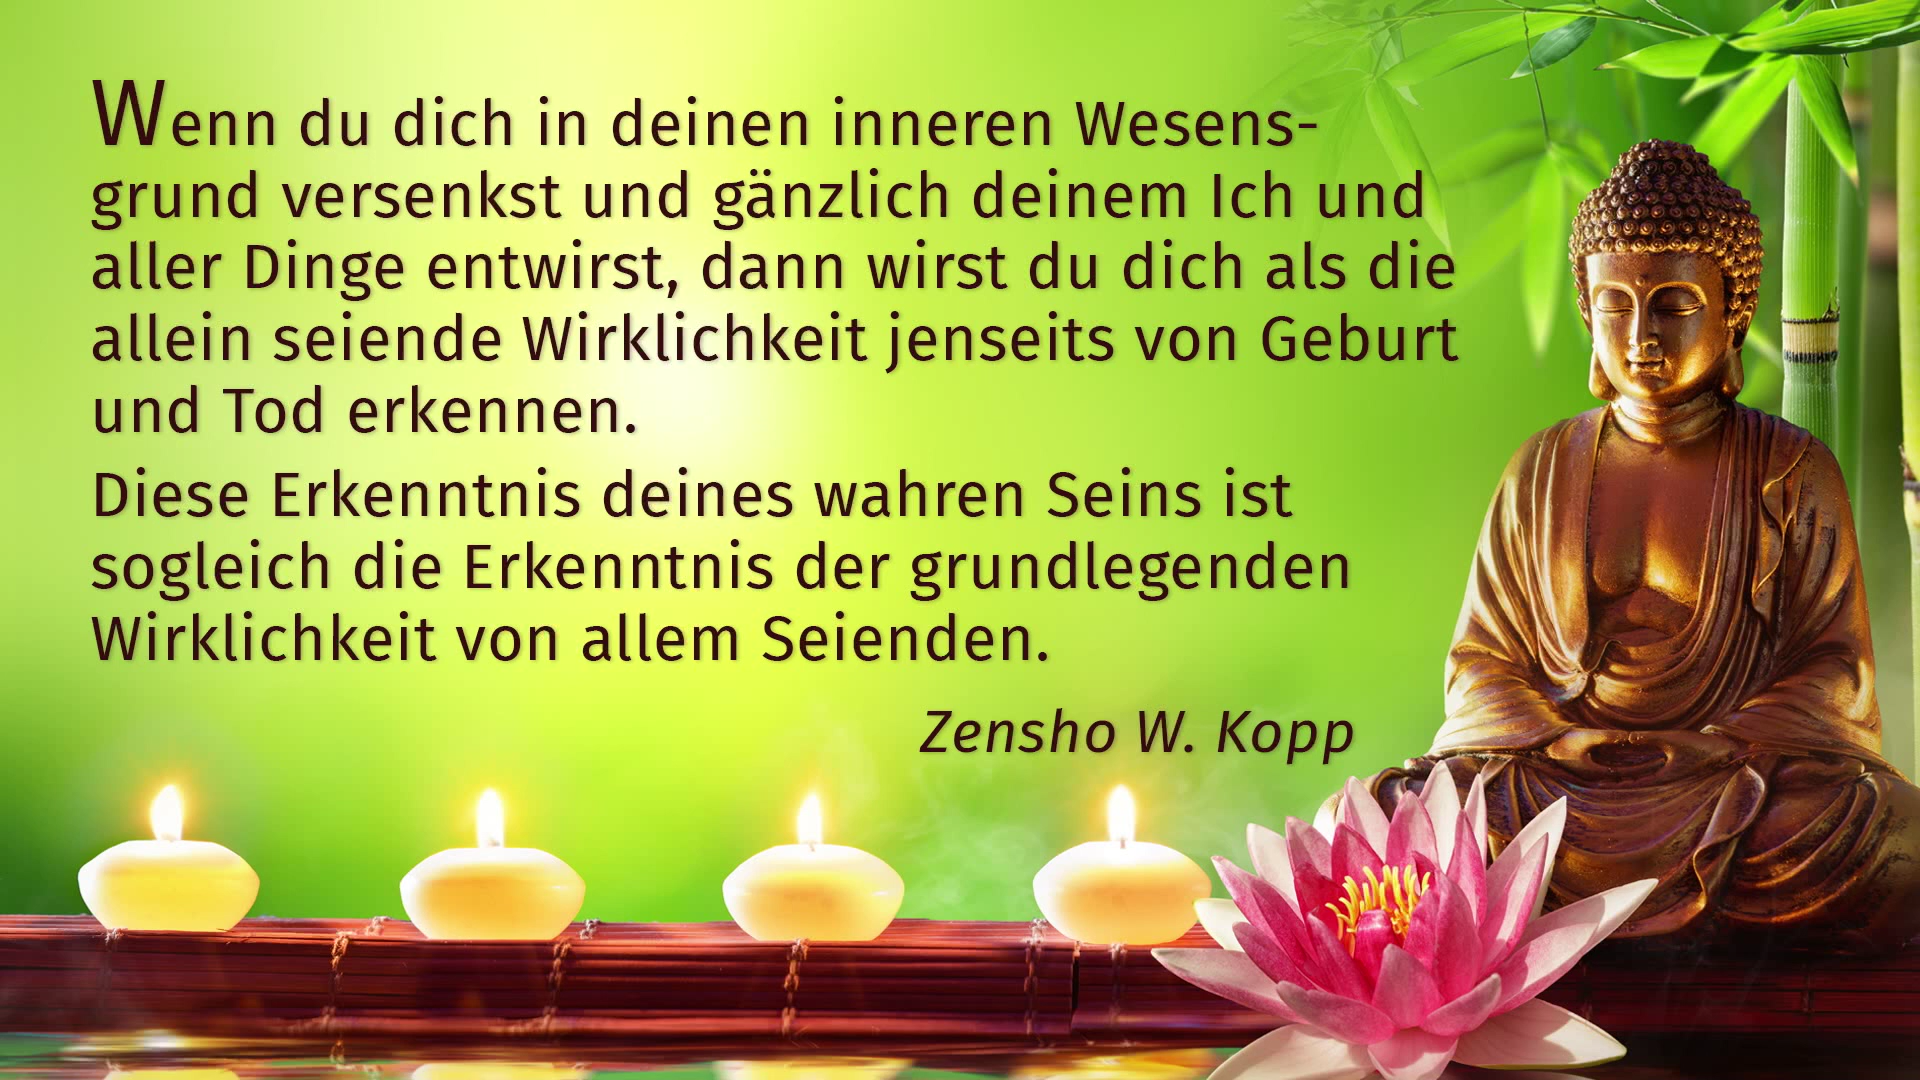 Wenn du dich in deinen inneren Wesens-
grund versenkst und gänzlich deinem Ich und
aller Dinge entwirst, dann wirst du dich als die
allein seiende Wirklichkeit jenseits von Geburt
und Tod erkennen.
Diese Erkenntnis deines wahren Seins ist
sogleich die Erkenntnis der grundlegenden
Wirklichkeit von allem Seienden.
Zensho W. Kopp